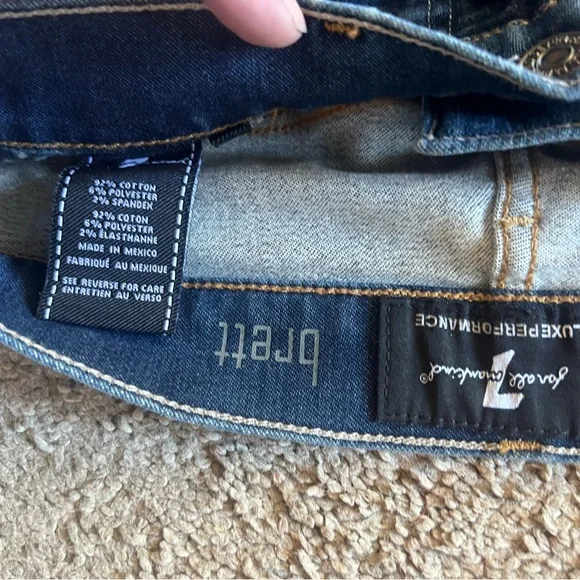 92% COTTON
6% POLYESTER
2% SPANDEX
92% COTON
6% POLYESTER
2% ÉLASTHANNE
MADE IN MEXICO
FABRIQUÉ AU MEXIQUE
SEE REVERSE FOR CARE
ENTRETIEN AU VERSO
brett
LUXEPERFORMANCE
7
for all mankind®